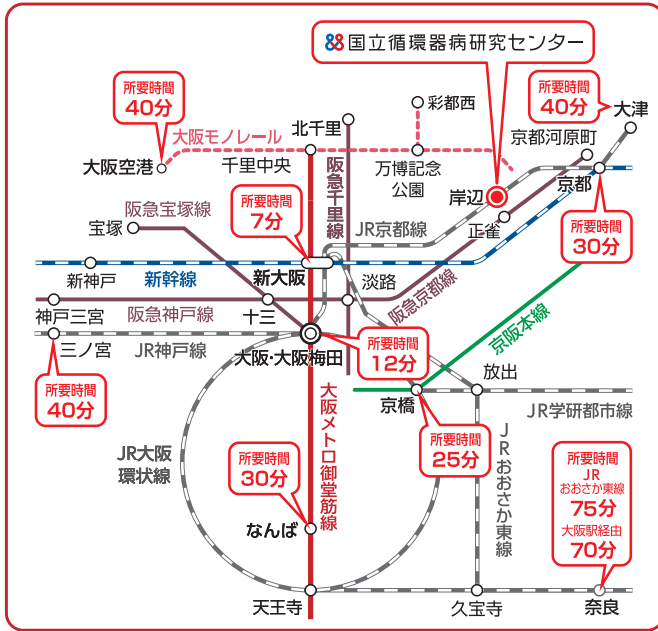 国立循環器病研究センター
所要時間
40分
所要時間
40分
大津
彩都西
北千里
大阪モノレール
京都河原町
大阪空港
千里中央
万博記念
公園
阪急千里線
岸辺
京都
所要時間
7分
阪急宝塚線
宝塚
JR京都線
正雀
所要時間
30分
新神戸
新幹線
新大阪
淡路
阪急京都線
神戸三宮
阪急神戸線
十三
京阪本線
三ノ宮
JR神戸線
大阪・大阪梅田
所要時間
12分
放出
所要時間
40分
京橋
JR学研都市線
大阪メトロ御堂筋線
JRおおさか東線
所要時間
25分
JR大阪
環状線
所要時間
30分
所要時間
JR
おおさか東線
75分
大阪駅経由
70分
なんば
天王寺
久宝寺
奈良